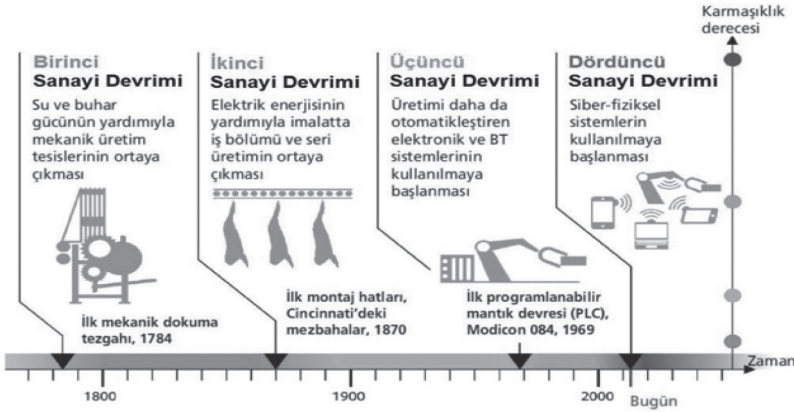 Karmaşıklık
derecesi
Birinci
Sanayi Devrimi
Su ve buhar
gücünün yardımıyla
mekanik üretim
tesislerinin ortaya
çıkması
İlk mekanik dokuma
tezgahı, 1784
İkinci
Sanayi Devrimi
Elektrik enerjisinin
yardımıyla imalatta
iş bölümü ve seri
üretimin ortaya
çıkması
İlk montaj hatları,
Cincinnati'deki
mezbahalar, 1870
Üçüncü
Sanayi Devrimi
Üretimi daha da
otomatikleştiren
elektronik ve BT
sistemlerinin
kullanılmaya
başlanması
İlk programlanabilir
mantık devresi (PLC),
Modicon 084, 1969
Dördüncü
Sanayi Devrimi
Siber-fiziksel
sistemlerin
kullanılmaya
başlanması
Zaman
1800
1900
2000
Bugün